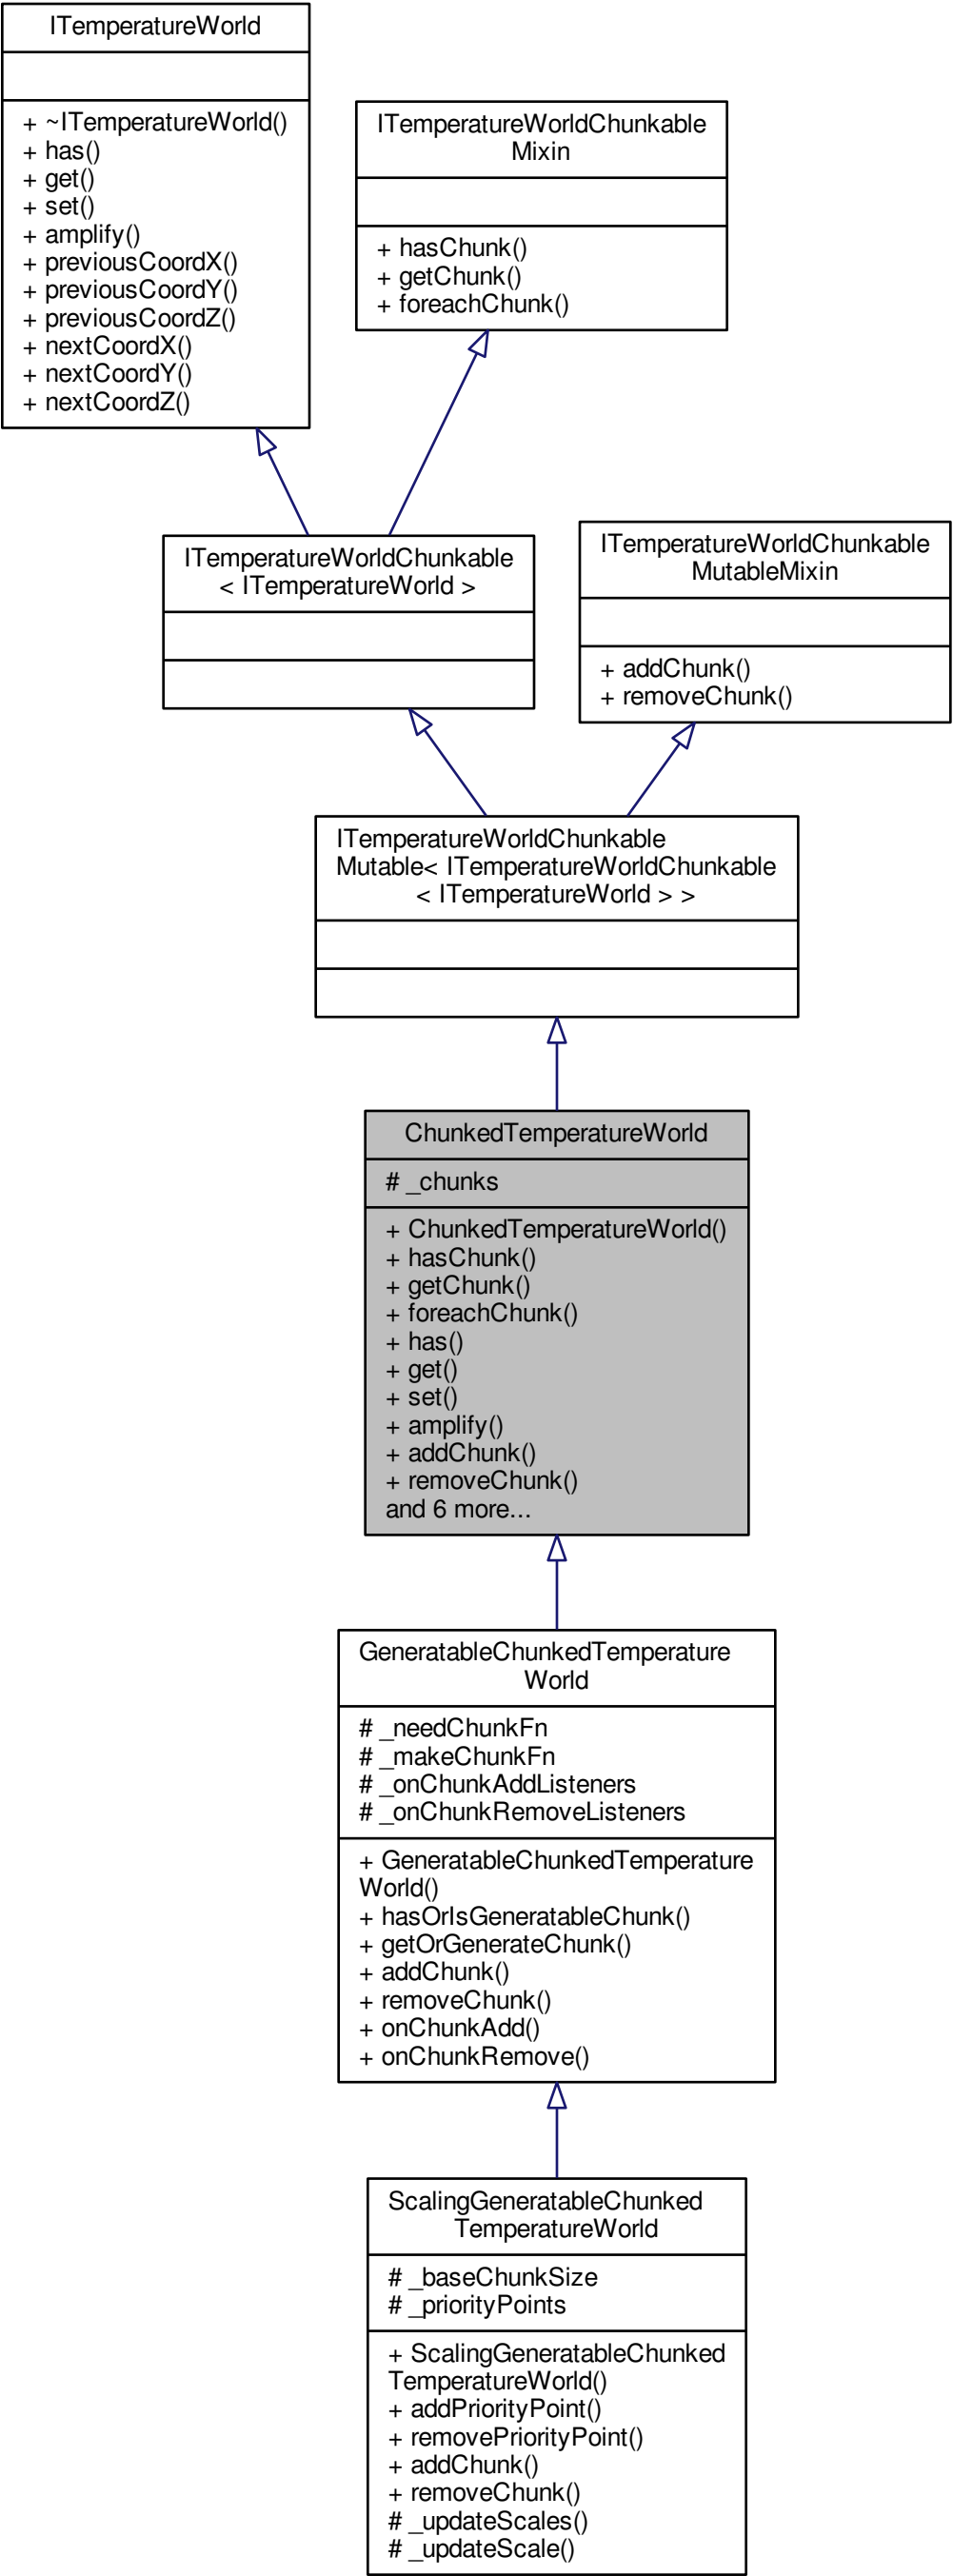 ITemperatureWorld
+ ~ITemperatureWorld()
+ has()
+ get()
+ set()
+ amplify()
+ previousCoordX()
+ previousCoordY()
+ previousCoordZ()
+ nextCoordX()
+ nextCoordY()
+ nextCoordZ()
ITemperatureWorldChunkable
Mixin
+ hasChunk()
+ getChunk()
+ foreachChunk()
ITemperatureWorldChunkable
< ITemperatureWorld >
ITemperatureWorldChunkable
MutableMixin
+ addChunk()
+ removeChunk()
ITemperatureWorldChunkable
Mutable< ITemperatureWorldChunkable
< ITemperatureWorld > >
ChunkedTemperatureWorld
# _chunks
+ ChunkedTemperatureWorld()
+ hasChunk()
+ getChunk()
+ foreachChunk()
+ has()
+ get()
+ set()
+ amplify()
+ addChunk()
+ removeChunk()
and 6 more...
GeneratableChunkedTemperature
World
# _needChunkFn
# _makeChunkFn
# _onChunkAddListeners
# _onChunkRemoveListeners
+ GeneratableChunkedTemperature
World()
+ hasOrIsGeneratableChunk()
+ getOrGenerateChunk()
+ addChunk()
+ removeChunk()
+ onChunkAdd()
+ onChunkRemove()
ScalingGeneratableChunked
TemperatureWorld
# _baseChunkSize
# _priorityPoints
+ ScalingGeneratableChunked
TemperatureWorld()
+ addPriorityPoint()
+ removePriorityPoint()
+ addChunk()
+ removeChunk()
# _updateScales()
# _updateScale()